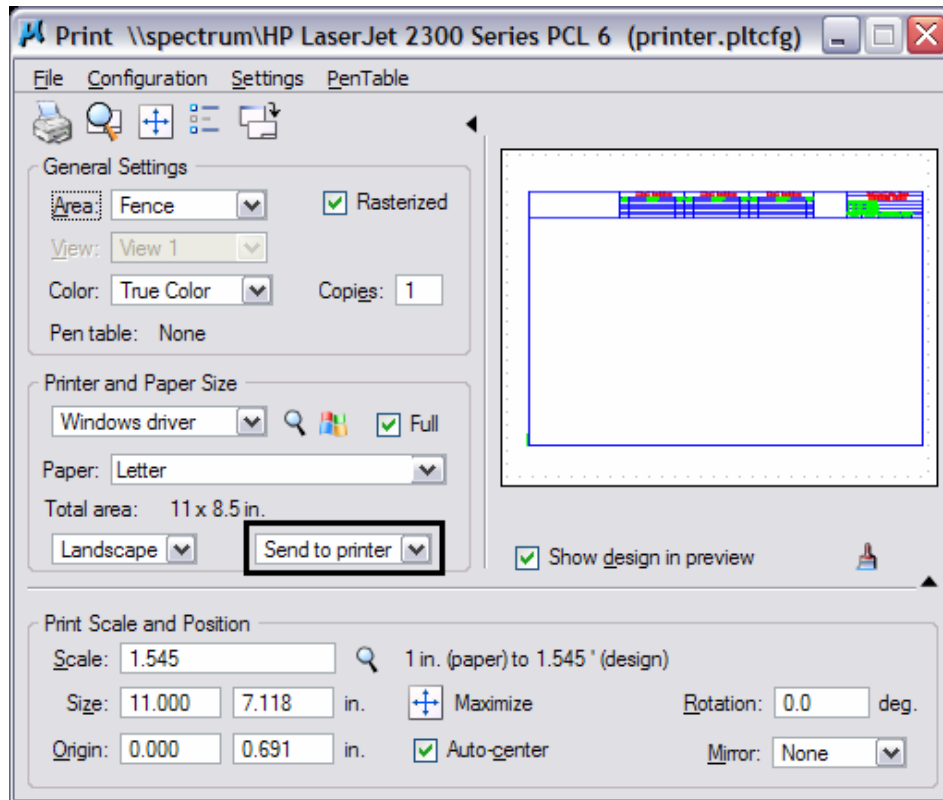 Print \\spectrum\HP LaserJet 2300 Series PCL 6 (printer.pltcfg)
File Configuration Settings PenTable
General Settings
Area: Fence Rasterized
View: View 1
Color: True Color Copies: 1
Pen table: None
Printer and Paper Size
Windows driver Full
Paper: Letter
Total area: 11 x 8.5 in.
Landscape Send to printer
Show design in preview
Print Scale and Position
Scale: 1.545 1 in. (paper) to 1.545 ' (design)
Size: 11.000 7.118 in. Maximize Rotation: 0.0 deg.
Origin: 0.000 0.691 in. Auto-center Mirror: None